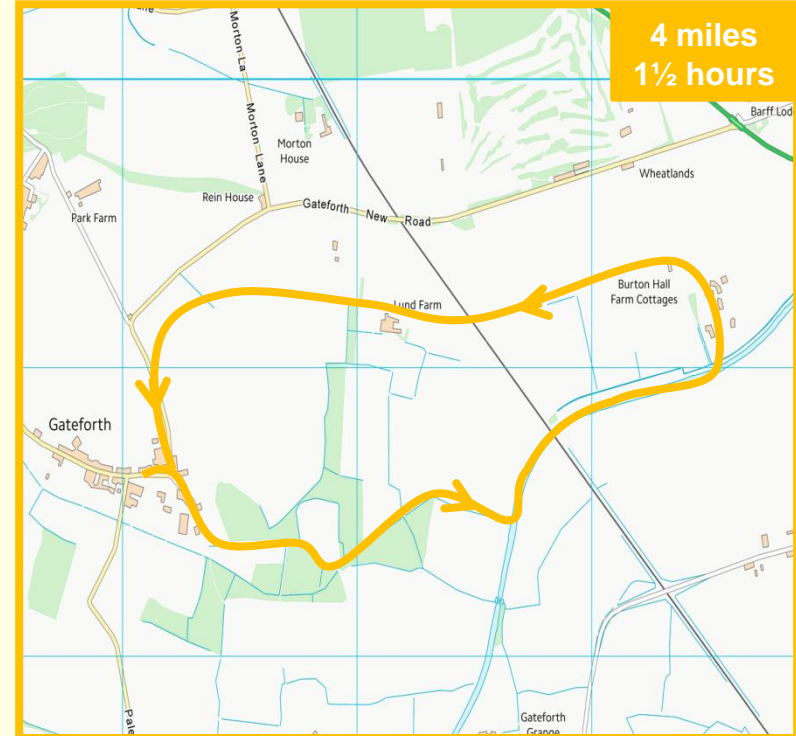 4 miles
1½ hours
Morton La
Morton Lane
Barff Lod
Morton
House
Wheatlands
Rein House
Gateforth New Road
Park Farm
Burton Hall
Farm Cottages
Lund Farm
Gateforth
Pale
Gateforth
Grange